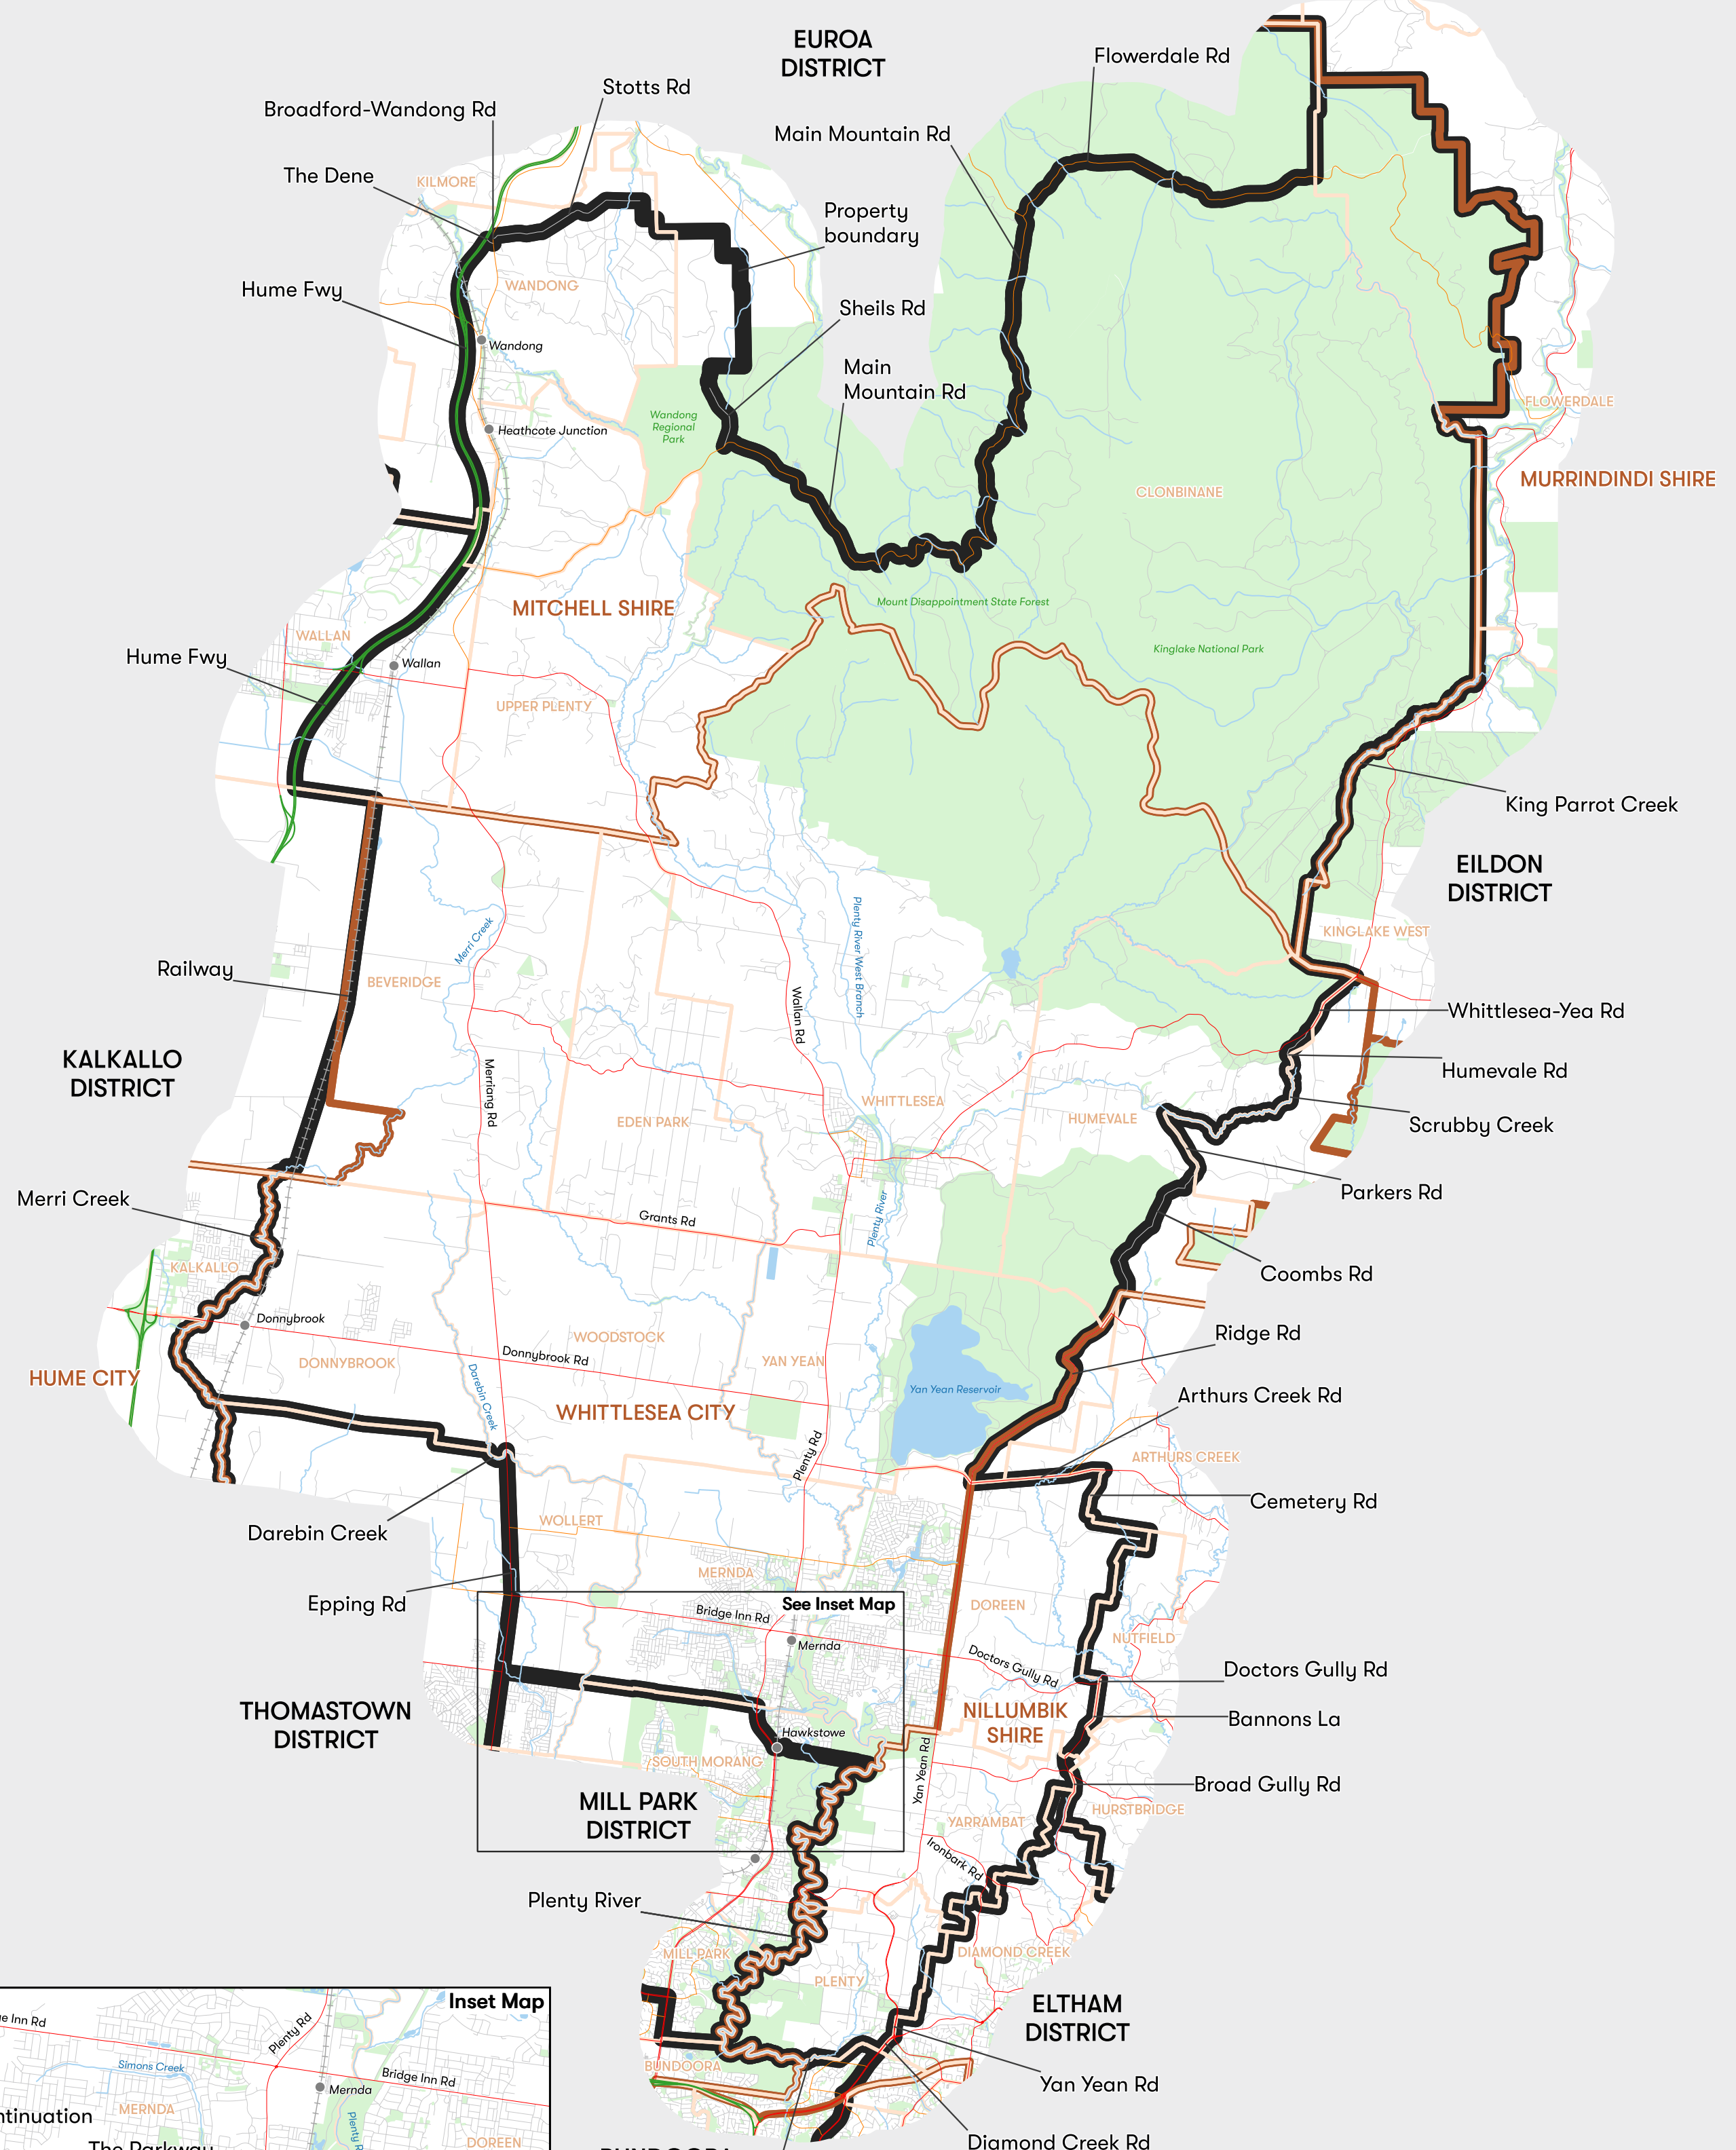 EUROA
DISTRICT
Flowerdale Rd
Stotts Rd
Broadford-Wandong Rd
Main Mountain Rd
The Dene
KILMORE
Property
boundary
Hume Fwy
WANDONG
Sheils Rd
Wandong
Main
Mountain Rd
FLOWERDALE
Wandong
Regional
Park
Heathcote Junction
MURRINDINDI SHIRE
CLONBINANE
MITCHELL SHIRE
Mount Disappointment State Forest
WALLAN
Kinglake National Park
Hume Fwy
Wallan
UPPER PLENTY
King Parrot Creek
EILDON
DISTRICT
Merri Creek
Plenty River West Branch
KINGLAKE WEST
Railway
BEVERIDGE
Wallan Rd
Whittlesea-Yea Rd
KALKALLO
DISTRICT
Humevale Rd
Merriang Rd
WHITTLESEA
EDEN PARK
HUMEVALE
Scrubby Creek
Merri Creek
Parkers Rd
Grants Rd
Plenty River
KALKALLO
Coombs Rd
Donnybrook
WOODSTOCK
Ridge Rd
HUME CITY
DONNYBROOK
Donnybrook Rd
YAN YEAN
Darebin Creek
Yan Yean Reservoir
Arthurs Creek Rd
WHITTLESEA CITY
Plenty Rd
ARTHURS CREEK
Cemetery Rd
Darebin Creek
WOLLERT
MERNDA
Epping Rd
See Inset Map
Bridge Inn Rd
DOREEN
Mernda
NUTFIELD
Doctors Gully Rd
Doctors Gully Rd
THOMASTOWN
DISTRICT
NILLUMBIK
SHIRE
Bannons La
Hawkstowe
SOUTH MORANG
Yan Yean Rd
Broad Gully Rd
MILL PARK
DISTRICT
HURSTBRIDGE
YARRAMBAT
Ironbark Rd
Plenty River
MILL PARK
DIAMOND CREEK
PLENTY
Inset Map
ELTHAM
DISTRICT
e Inn Rd
Plenty Rd
BUNDOORA
Simons Creek
Bridge Inn Rd
Mernda
Yan Yean Rd
MERNDA
ntinuation
Plenty R
The Parkway
DOREEN
Diamond Creek Rd
BUNDOORA